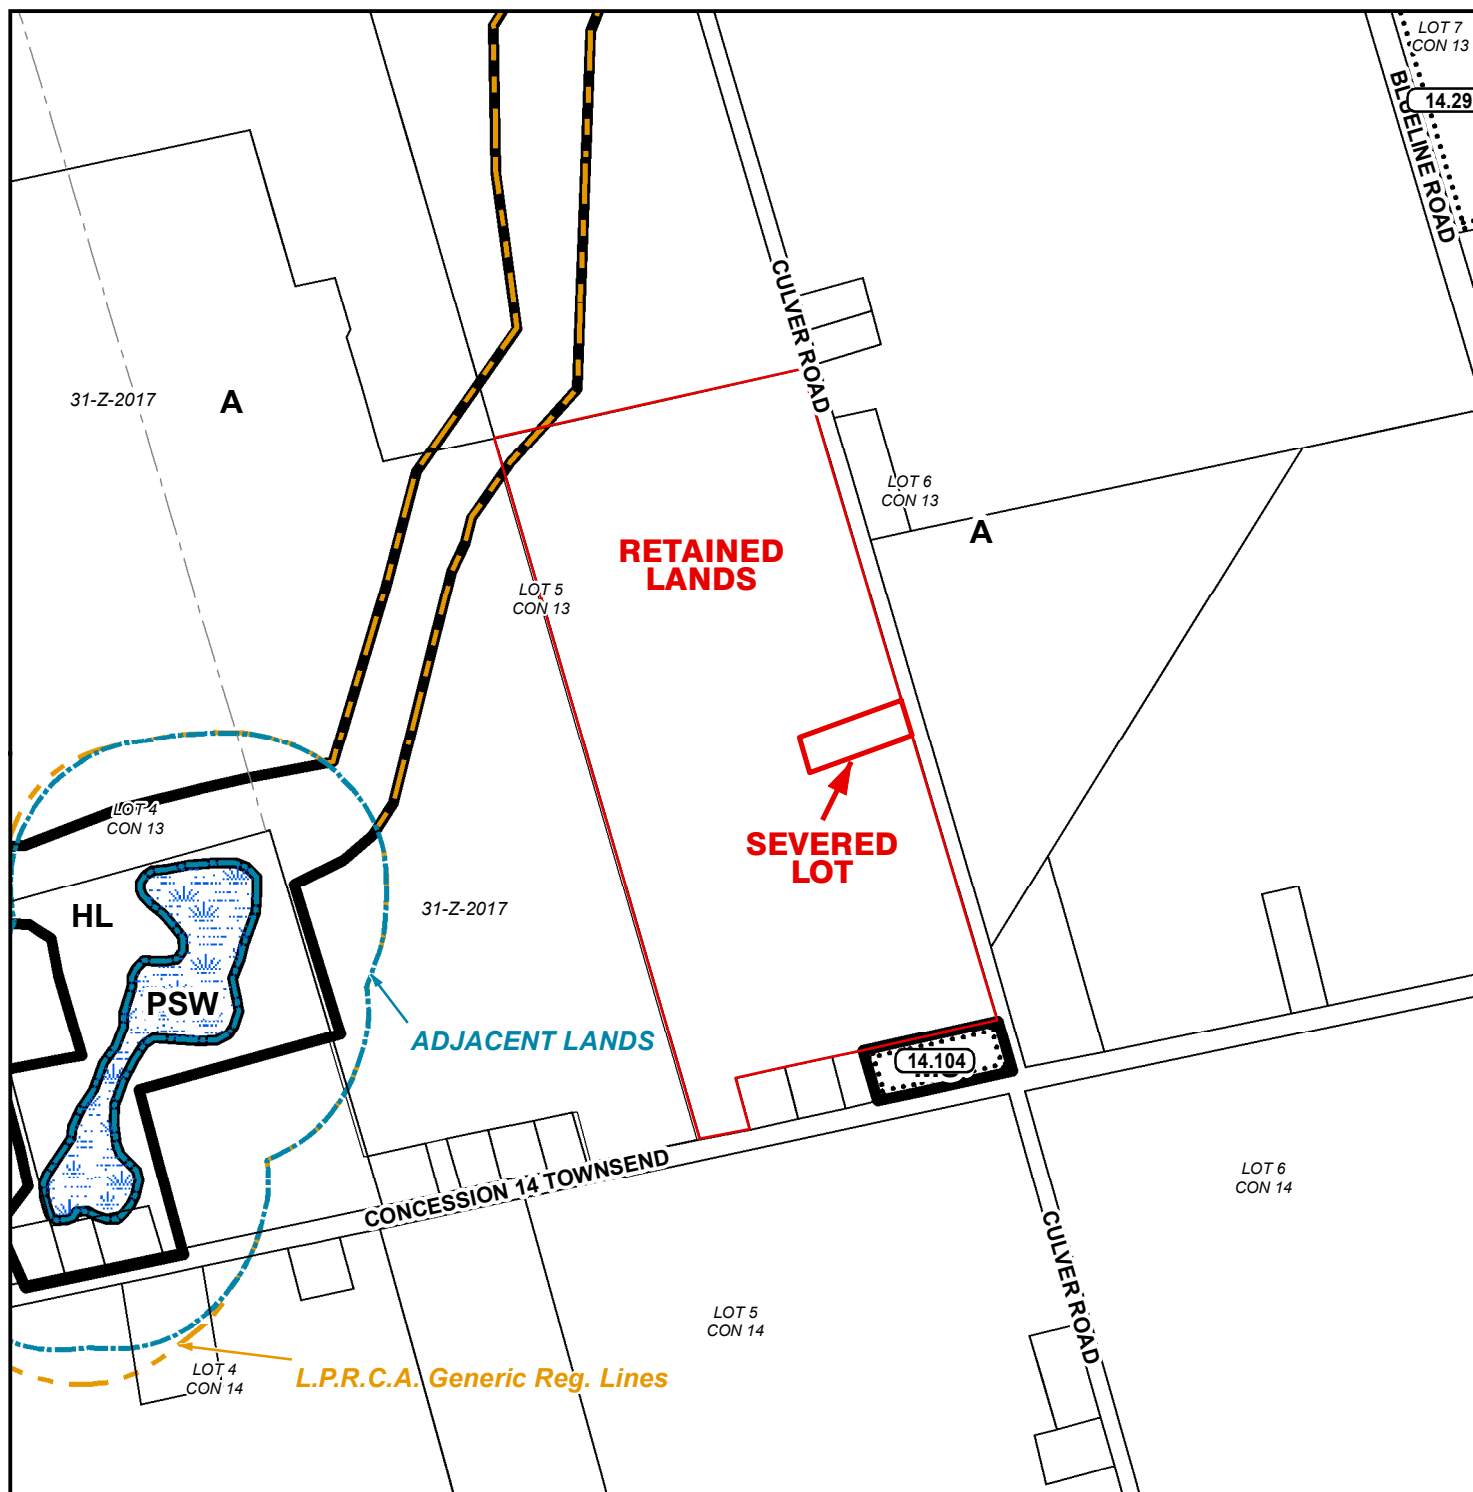 LOT 7
CON 13
14.29
BLUELINE ROAD
CULVER ROAD
31-Z-2017
A
LOT 6
CON 13
A
RETAINED
LANDS
LOT 5
CON 13
LOT 4
CON 13
SEVERED
LOT
HL
31-Z-2017
PSW
ADJACENT LANDS
14.104
CONCESSION 14 TOWNSEND
LOT 6
CON 14
CULVER ROAD
LOT 5
CON 14
LOT 4
CON 14
L.P.R.C.A. Generic Reg. Lines